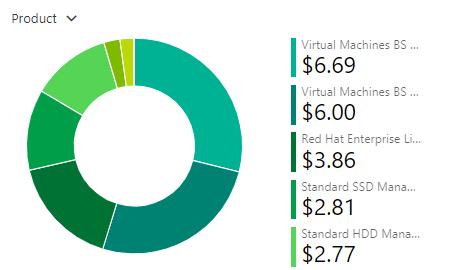 Product
Virtual Machines BS ...
$6.69
Virtual Machines BS ...
$6.00
Red Hat Enterprise Li...
$3.86
Standard SSD Mana...
$2.81
Standard HDD Mana...
$2.77